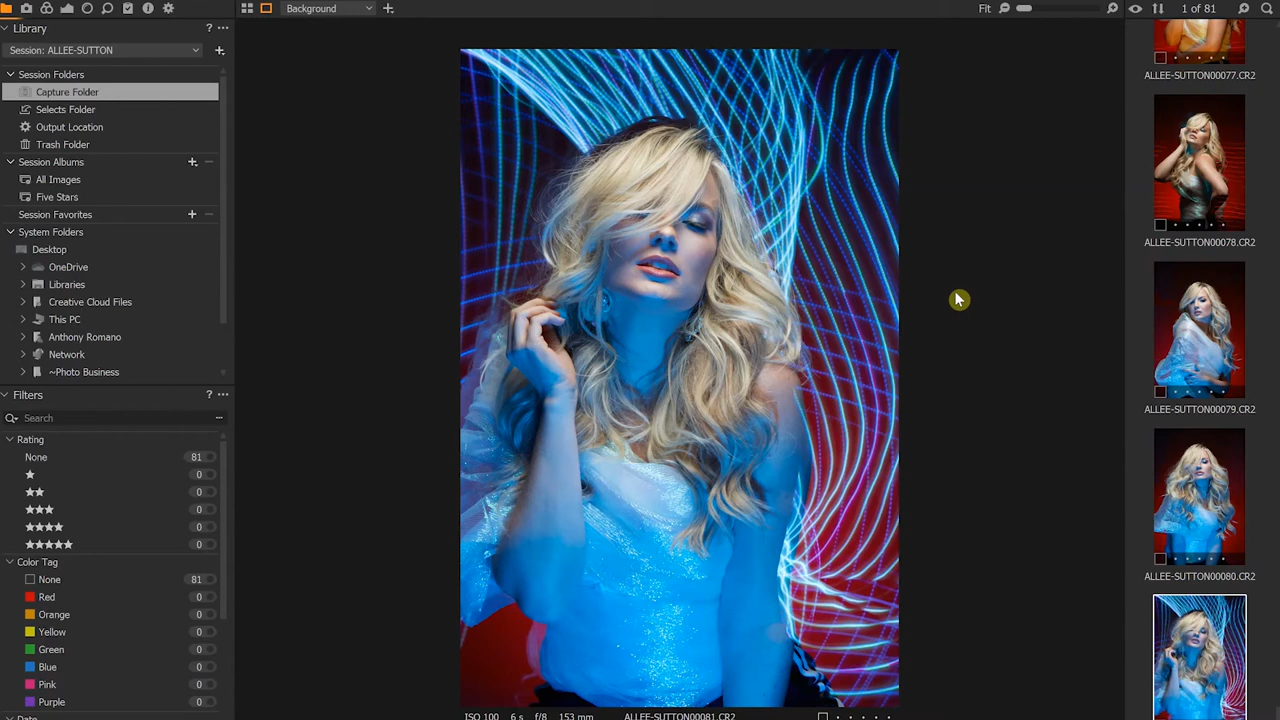 Background
Fit
1 of 81
Library
?
Session: ALLEE-SUTTON
Session Folders
Capture Folder
Selects Folder
Output Location
Trash Folder
Session Albums
All Images
Five Stars
Session Favorites
System Folders
Desktop
OneDrive
Libraries
Creative Cloud Files
This PC
Anthony Romano
Network
~Photo Business
Filters
?
Search
Rating
None 81
★ 0
★★ 0
★★★ 0
★★★★ 0
★★★★★ 0
Color Tag
None 81
Red 0
Orange 0
Yellow 0
Green 0
Blue 0
Pink 0
Purple 0
ISO 100 6 s f/8 153 mm ALLEE-SUTTON00081.CR2
ALLEE-SUTTON00077.CR2
ALLEE-SUTTON00078.CR2
ALLEE-SUTTON00079.CR2
ALLEE-SUTTON00080.CR2